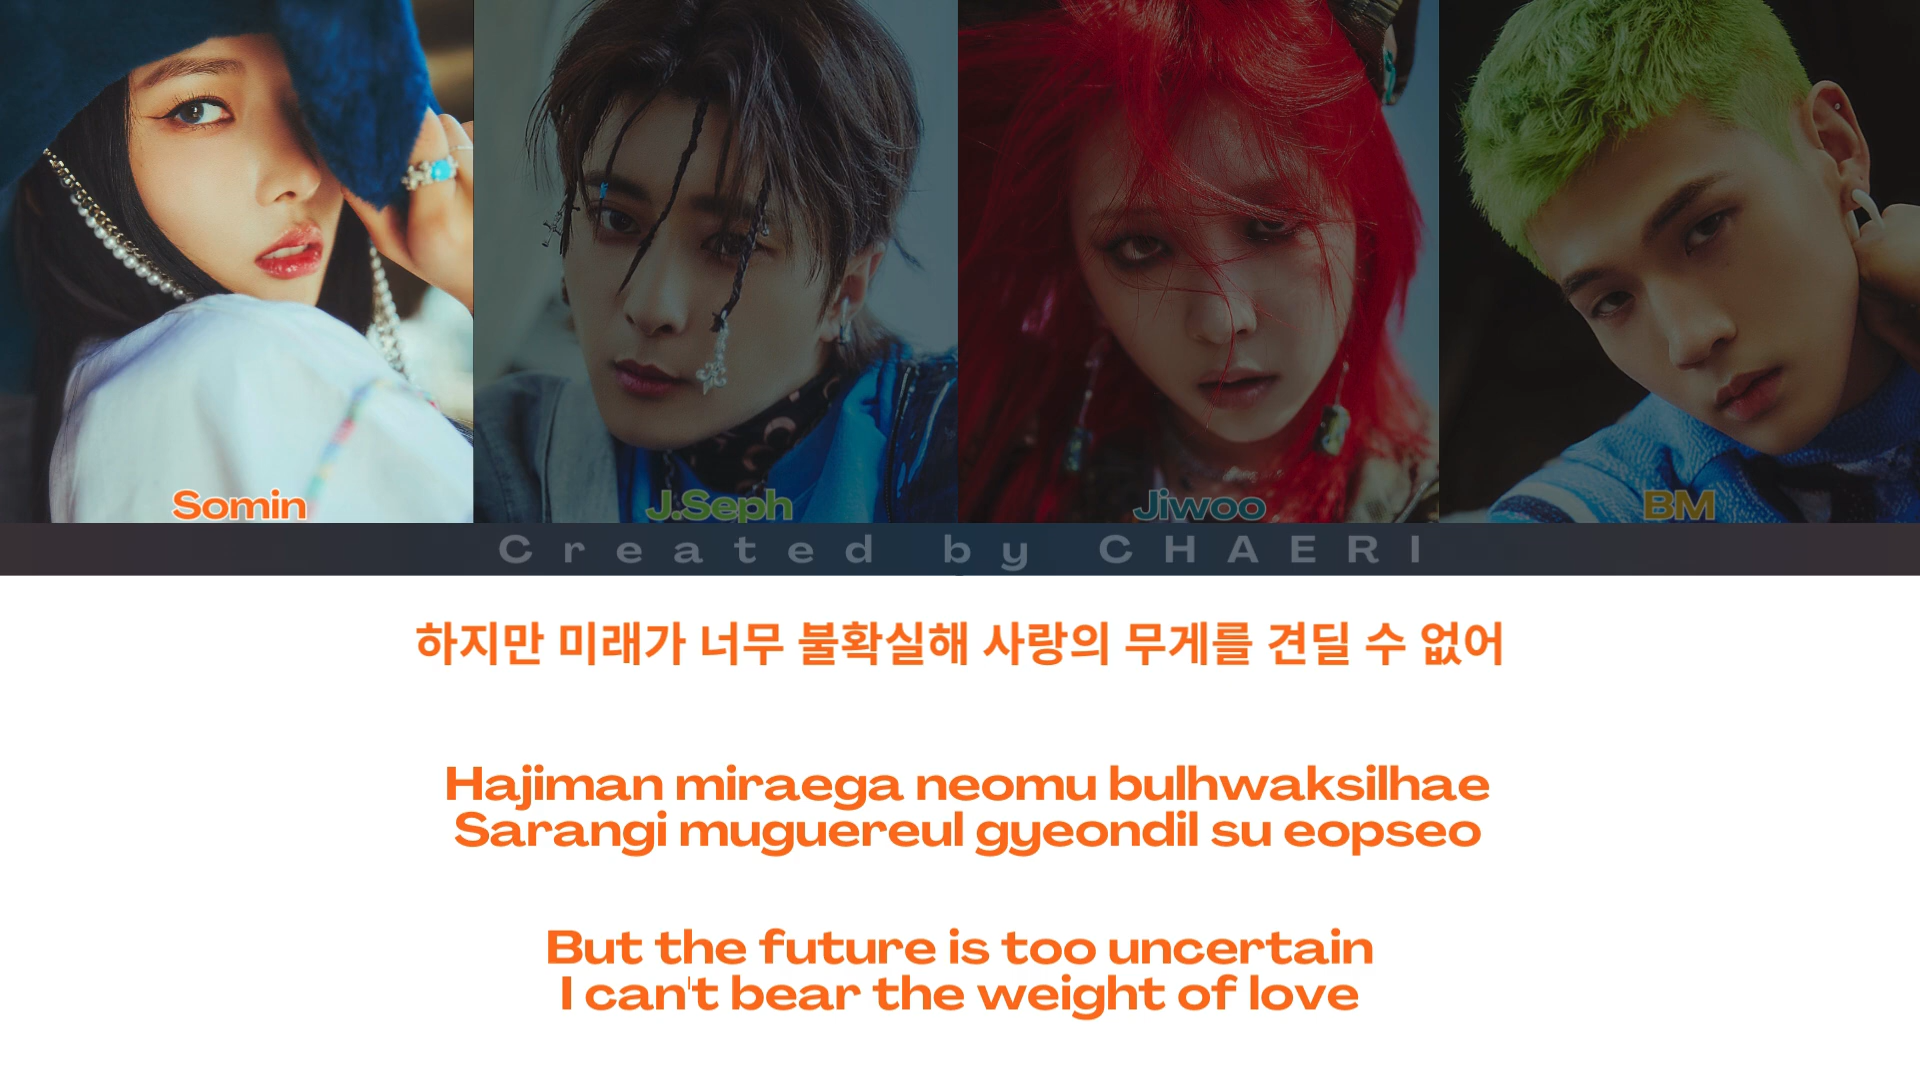 Somin
J.Seph
Jiwoo
BM
Created by CHAERI
하지만 미래가 너무 불확실해 사랑의 무게를 견딜 수 없어
Hajiman miraega neomu bulhwaksilhae
Sarangi muguereul gyeondil su eopseo
But the future is too uncertain
I can't bear the weight of love